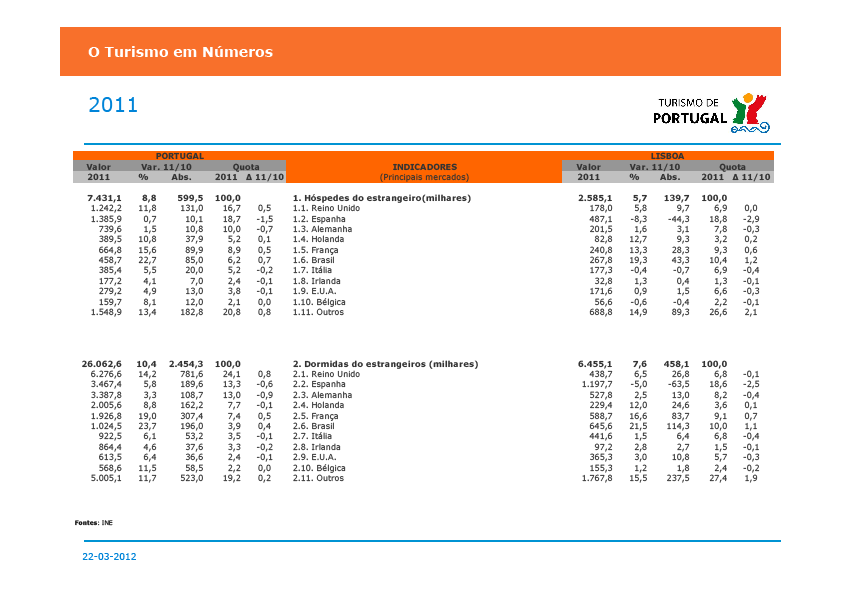 O Turismo em Números
2011
TURISMO DE
PORTUGAL
PORTUGAL LISBOA
Valor Var. 11/10 Quota INDICADORES Valor Var. 11/10 Quota
2011 % Abs. 2011 Δ 11/10 (Principais mercados) 2011 % Abs. 2011 Δ 11/10
7.431,1 8,8 599,5 100,0 1. Hóspedes do estrangeiro(milhares) 2.585,1 5,7 139,7 100,0
1.242,2 11,8 131,0 16,7 0,5 1.1. Reino Unido 178,0 5,8 9,7 6,9 0,0
1.385,9 0,7 10,1 18,7 -1,5 1.2. Espanha 487,1 -8,3 -44,3 18,8 -2,9
739,6 1,5 10,8 10,0 -0,7 1.3. Alemanha 201,5 1,6 3,1 7,8 -0,3
389,5 10,8 37,9 5,2 0,1 1.4. Holanda 82,8 12,7 9,3 3,2 0,2
664,8 15,6 89,9 8,9 0,5 1.5. França 240,8 13,3 28,3 9,3 0,6
458,7 22,7 85,0 6,2 0,7 1.6. Brasil 267,8 19,3 43,3 10,4 1,2
385,4 5,5 20,0 5,2 -0,2 1.7. Itália 177,3 -0,4 -0,7 6,9 -0,4
177,2 4,1 7,0 2,4 -0,1 1.8. Irlanda 32,8 1,3 0,4 1,3 -0,1
279,2 4,9 13,0 3,8 -0,1 1.9. E.U.A. 171,6 0,9 1,5 6,6 -0,3
159,7 8,1 12,0 2,1 0,0 1.10. Bélgica 56,6 -0,6 -0,4 2,2 -0,1
1.548,9 13,4 182,8 20,8 0,8 1.11. Outros 688,8 14,9 89,3 26,6 2,1
26.062,6 10,4 2.454,3 100,0 2. Dormidas do estrangeiros (milhares) 6.455,1 7,6 458,1 100,0
6.276,6 14,2 781,6 24,1 0,8 2.1. Reino Unido 438,7 6,5 26,8 6,8 -0,1
3.467,4 5,8 189,6 13,3 -0,6 2.2. Espanha 1.197,7 -5,0 -63,5 18,6 -2,5
3.387,8 3,3 108,7 13,0 -0,9 2.3. Alemanha 527,8 2,5 13,0 8,2 -0,4
2.005,6 8,8 162,2 7,7 -0,1 2.4. Holanda 229,4 12,0 24,6 3,6 0,1
1.926,8 19,0 307,4 7,4 0,5 2.5. França 588,7 16,6 83,7 9,1 0,7
1.024,5 23,7 196,0 3,9 0,4 2.6. Brasil 645,6 21,5 114,3 10,0 1,1
922,5 6,1 53,2 3,5 -0,1 2.7. Itália 441,6 1,5 6,4 6,8 -0,4
864,4 4,6 37,6 3,3 -0,2 2.8. Irlanda 97,2 2,8 2,7 1,5 -0,1
613,5 6,4 36,6 2,4 -0,1 2.9. E.U.A. 365,3 3,0 10,8 5,7 -0,3
568,6 11,5 58,5 2,2 0,0 2.10. Bélgica 155,3 1,2 1,8 2,4 -0,2
5.005,1 11,7 523,0 19,2 0,2 2.11. Outros 1.767,8 15,5 237,5 27,4 1,9
Fontes: INE
22-03-2012